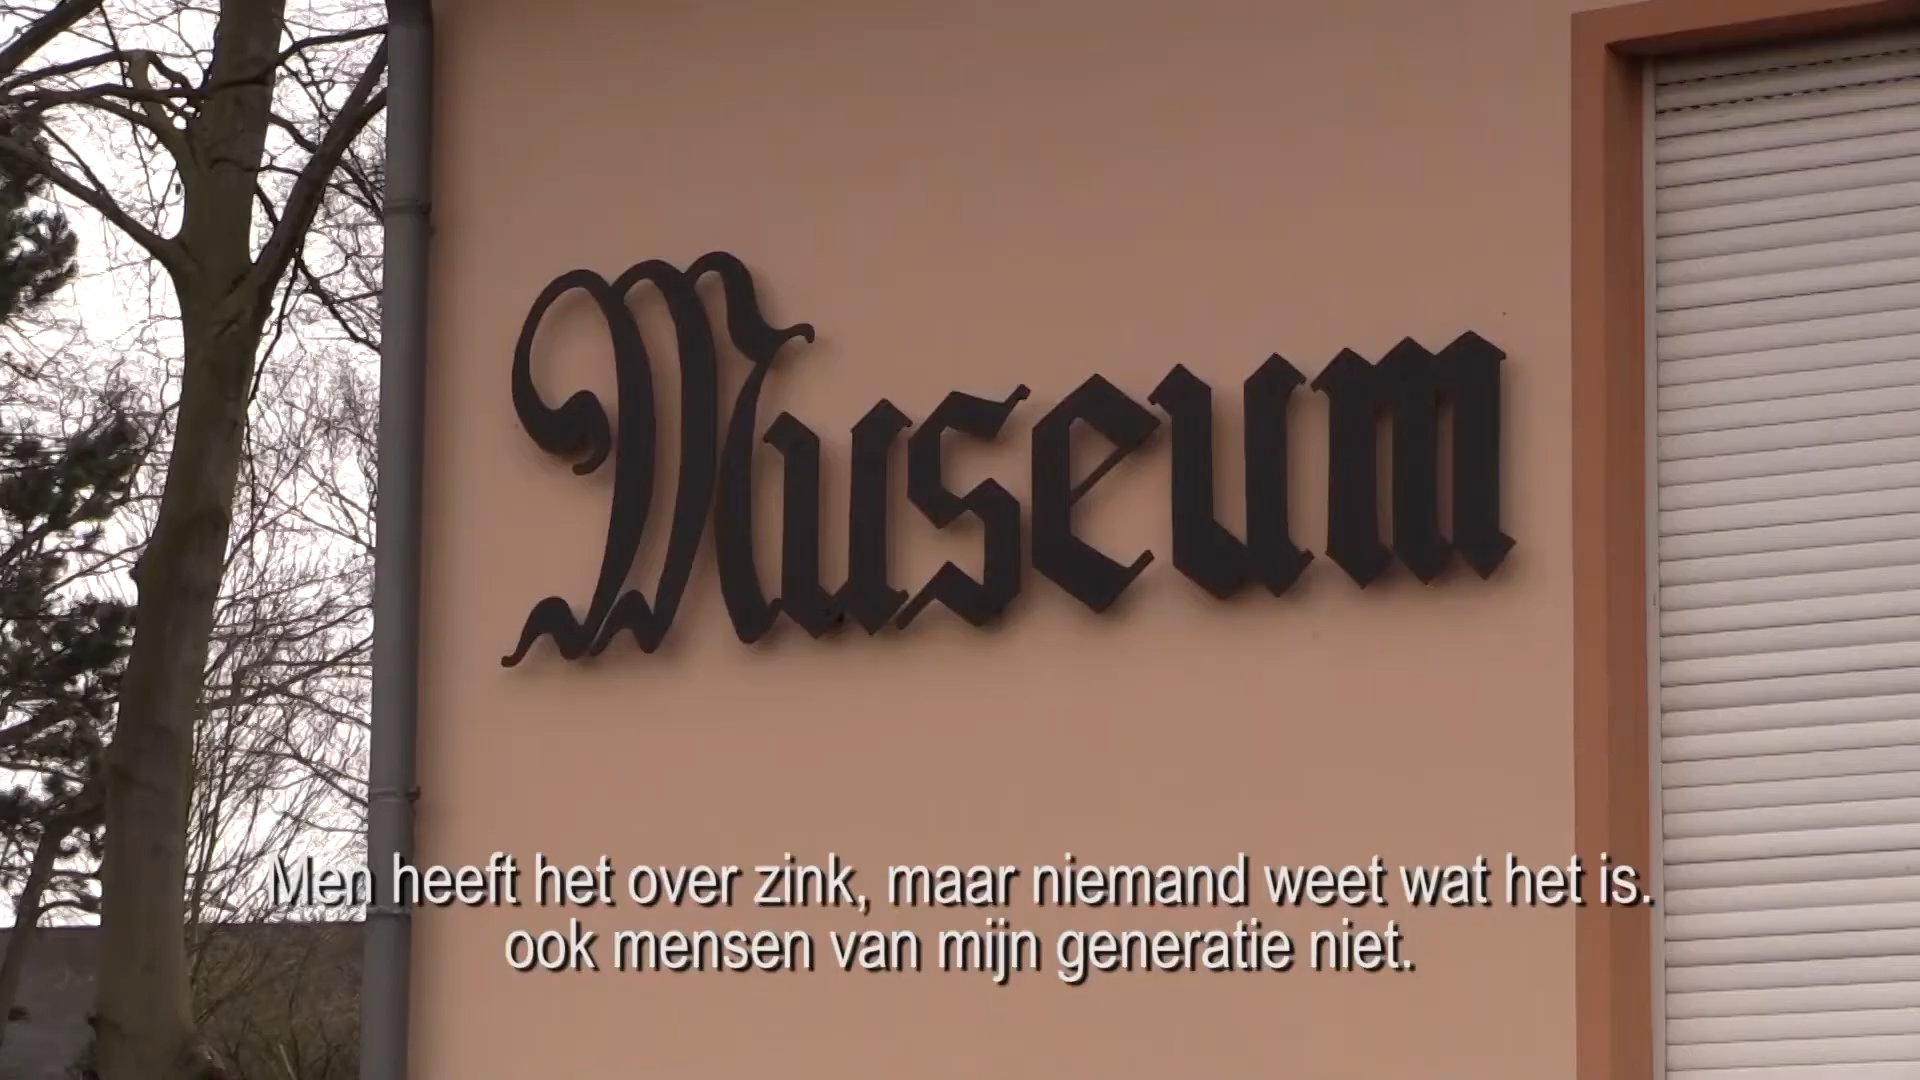 Museum
Men heeft het over zink, maar niemand weet wat het is.
ook mensen van mijn generatie niet.